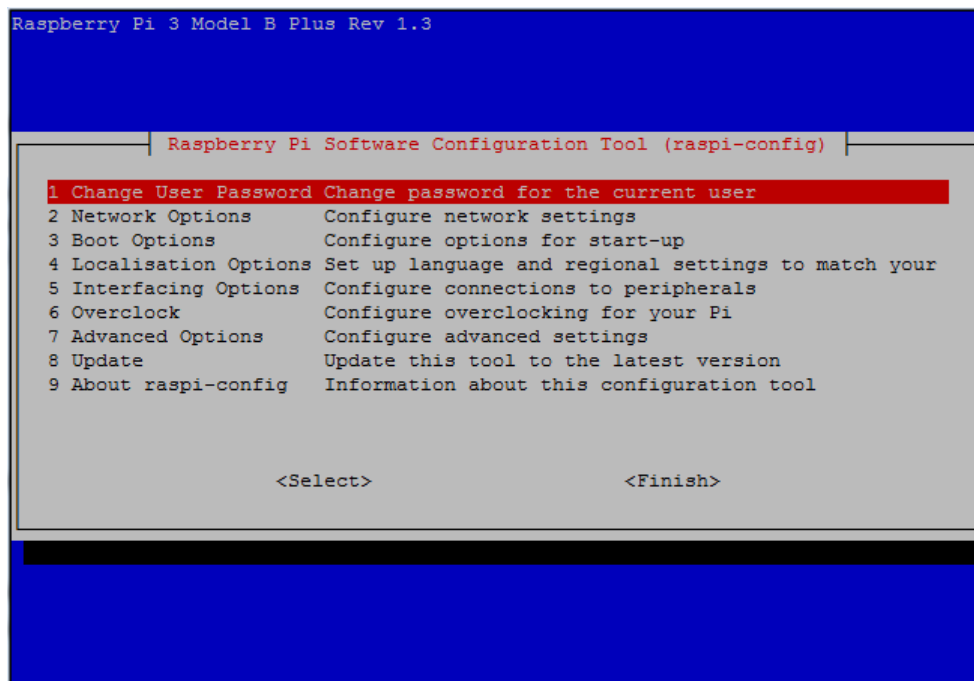 Raspberry Pi 3 Model B Plus Rev 1.3
Raspberry Pi Software Configuration Tool (raspi-config)
1 Change User Password Change password for the current user
2 Network Options Configure network settings
3 Boot Options Configure options for start-up
4 Localisation Options Set up language and regional settings to match your
5 Interfacing Options Configure connections to peripherals
6 Overclock Configure overclocking for your Pi
7 Advanced Options Configure advanced settings
8 Update Update this tool to the latest version
9 About raspi-config Information about this configuration tool
<Select> <Finish>